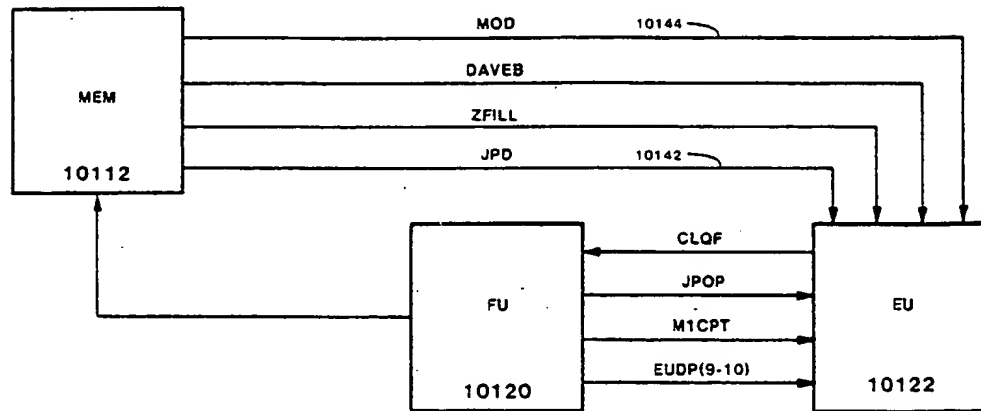 MOD
10144
DAVEB
MEM
ZFILL
JPD
10142
10112
CLQF
JPOP
FU
EU
M1CPT
EUDP(9-10)
10120
10122